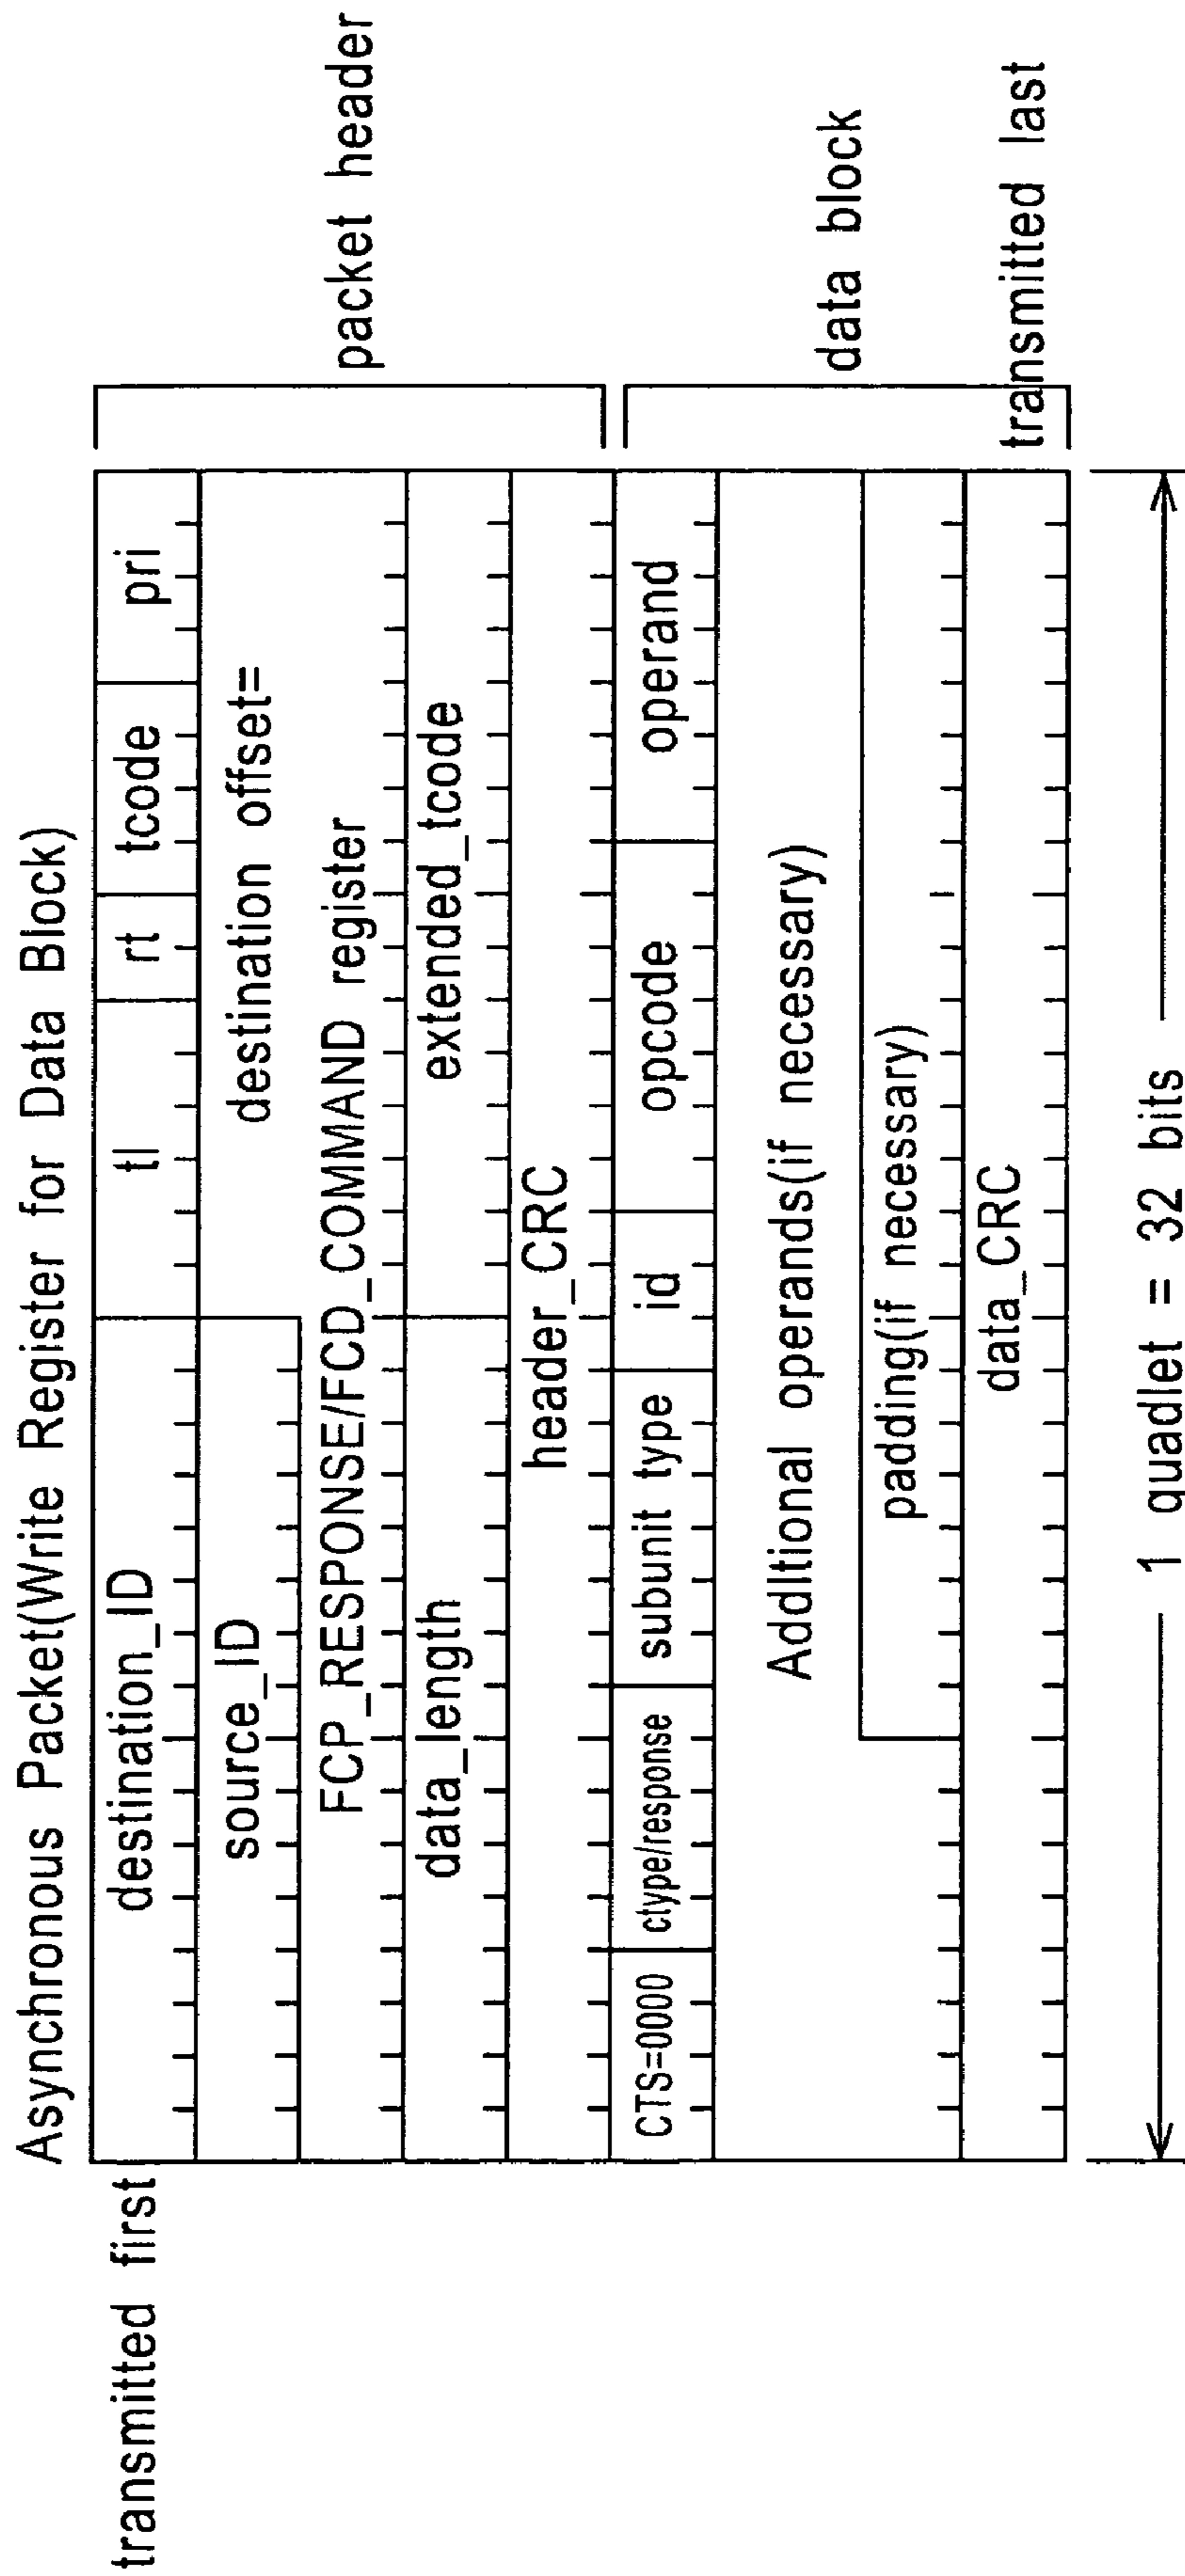 Asynchronous Packet(Write Register for Data Block)
transmitted first
destination_ID tl rt tcode pri
source_ID destination offset=
FCP_RESPONSE/FCD_COMMAND register
data_length extended_tcode
header_CRC
packet header
CTS=0000 ctype/response subunit type id opcode operand
Additional operands(if necessary)
padding(if necessary)
data_CRC
data block
transmitted last
1 quadlet = 32 bits